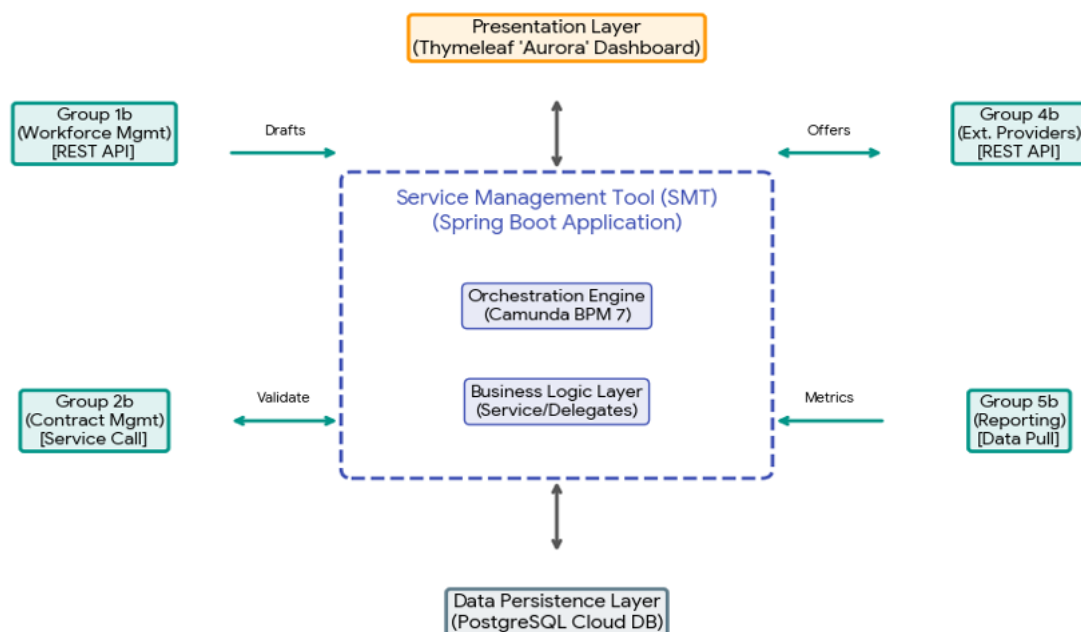 Presentation Layer
(Thymeleaf 'Aurora' Dashboard)
Group 1b
(Workforce Mgmt)
[REST API]
Drafts
Offers
Group 4b
(Ext. Providers)
[REST API]
Service Management Tool (SMT)
(Spring Boot Application)
Orchestration Engine
(Camunda BPM 7)
Group 2b
(Contract Mgmt)
[Service Call]
Validate
Business Logic Layer
(Service/Delegates)
Metrics
Group 5b
(Reporting)
[Data Pull]
Data Persistence Layer
(PostgreSQL Cloud DB)